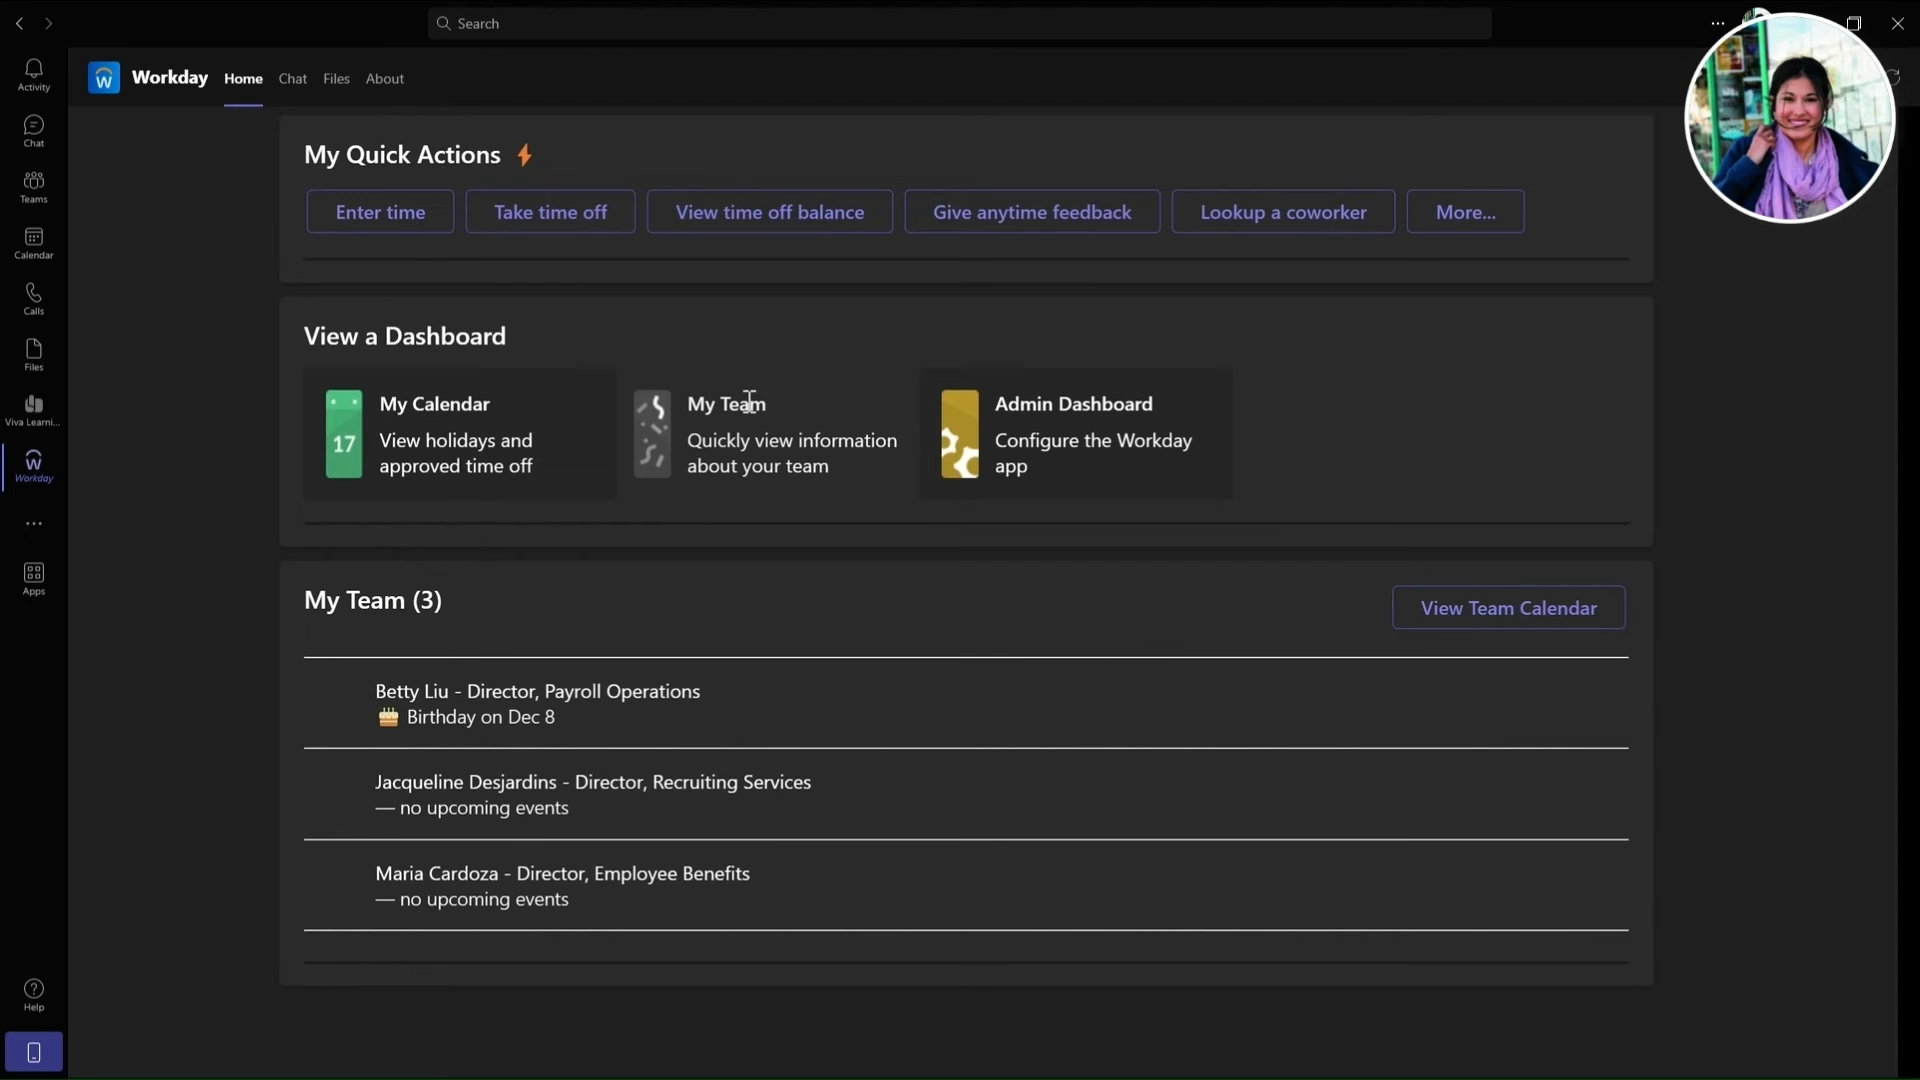 Search
Activity
Chat
Teams
Calendar
Calls
Files
Viva Learni...
Workday
Apps
Help
Workday Home Chat Files About
My Quick Actions
Enter time Take time off View time off balance Give anytime feedback Lookup a coworker More...
View a Dashboard
17
My Calendar
View holidays and
approved time off
My Team
Quickly view information
about your team
Admin Dashboard
Configure the Workday
app
My Team (3)
View Team Calendar
Betty Liu - Director, Payroll Operations
🎂 Birthday on Dec 8
Jacqueline Desjardins - Director, Recruiting Services
— no upcoming events
Maria Cardoza - Director, Employee Benefits
— no upcoming events